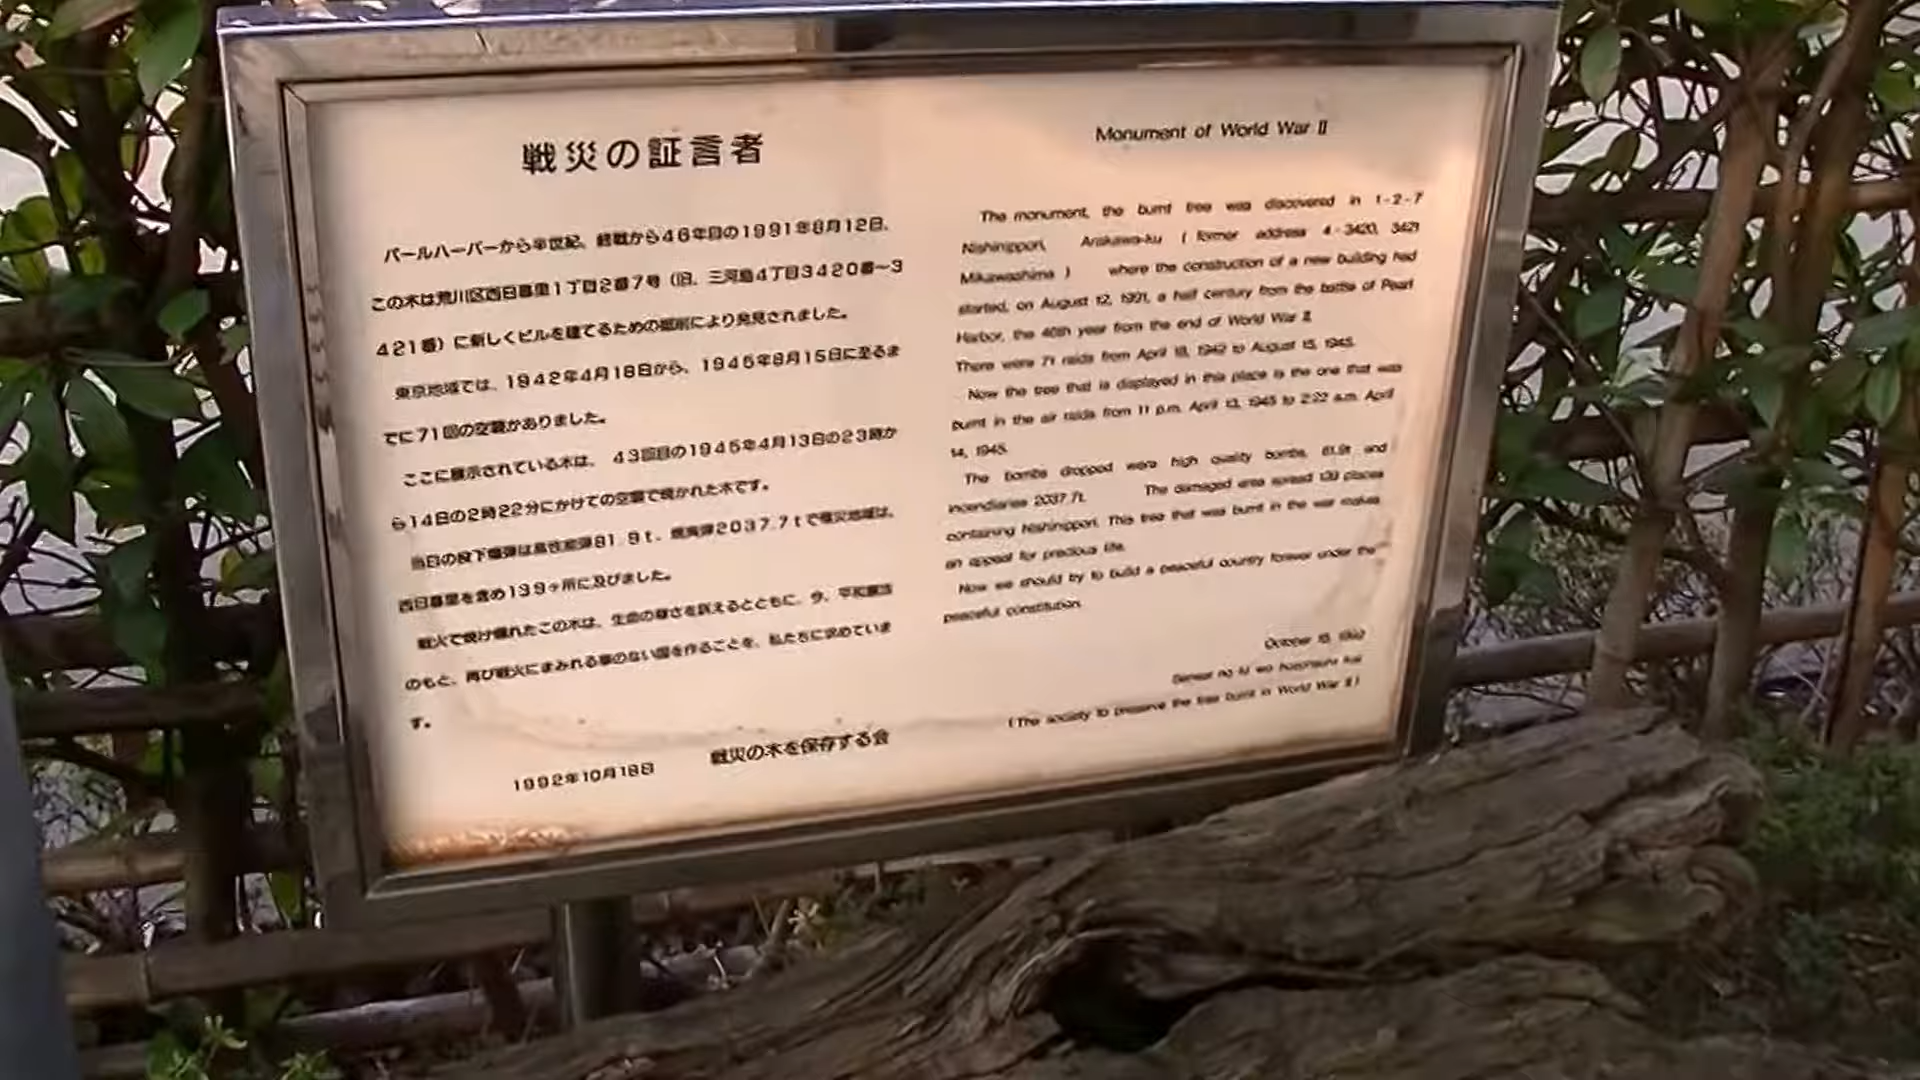 戦災の証言者
パールハーバーから半世紀、終戦から46年目の1991年8月12日、
この木は荒川区西日暮里1丁目2番7号（旧、三河島4丁目3420番～3
421番）に新しくビルを建てるための掘削により発見されました。
東京地域では、1942年4月18日から、1945年8月15日に至るま
でに71回の空襲がありました。
ここに展示されている木は、43回目の1945年4月13日の23時か
ら14日の2時22分にかけての空襲で焼かれた木です。
当日の投下爆弾は高性能弾81.9t、焼夷弾2037.7tで罹災地域は、
西日暮里を含め139ヶ所に及びました。
戦火で焼け爛れたこの木は、生命の尊さを訴えるとともに、今、平和憲法
のもと、再び戦火にまみれる事のない国を作ることを、私たちに求めていま
す。
1992年10月18日 戦災の木を保存する会
Monument of World War Ⅱ
The monument, the burnt tree was discovered in 1-2-7
Nishinippori, Arakawa-ku ( former address 4-3420, 3421
Mikawashima ) where the construction of a new building had
started, on August 12, 1991, a half century from the battle of Pearl
Harbor, the 46th year from the end of World War Ⅱ.
There were 71 raids from April 18, 1942 to August 15, 1945.
Now the tree that is displayed in this place is the one that was
burnt in the air raids from 11 p.m. April 13, 1945 to 2:22 a.m. April
14, 1945.
The bombs dropped were high quality bombs, 81.9t and
incendiaries 2037.7t. The damaged area spread 139 places
containing Nishinippori. This tree that was burnt in the war makes
an appeal for precious life.
Now we should try to build a peaceful country forever under the
peaceful constitution.
October 18, 1992
Sensai no ki wo hozonsuru kai
(The society to preserve the tree burnt in World War Ⅱ)